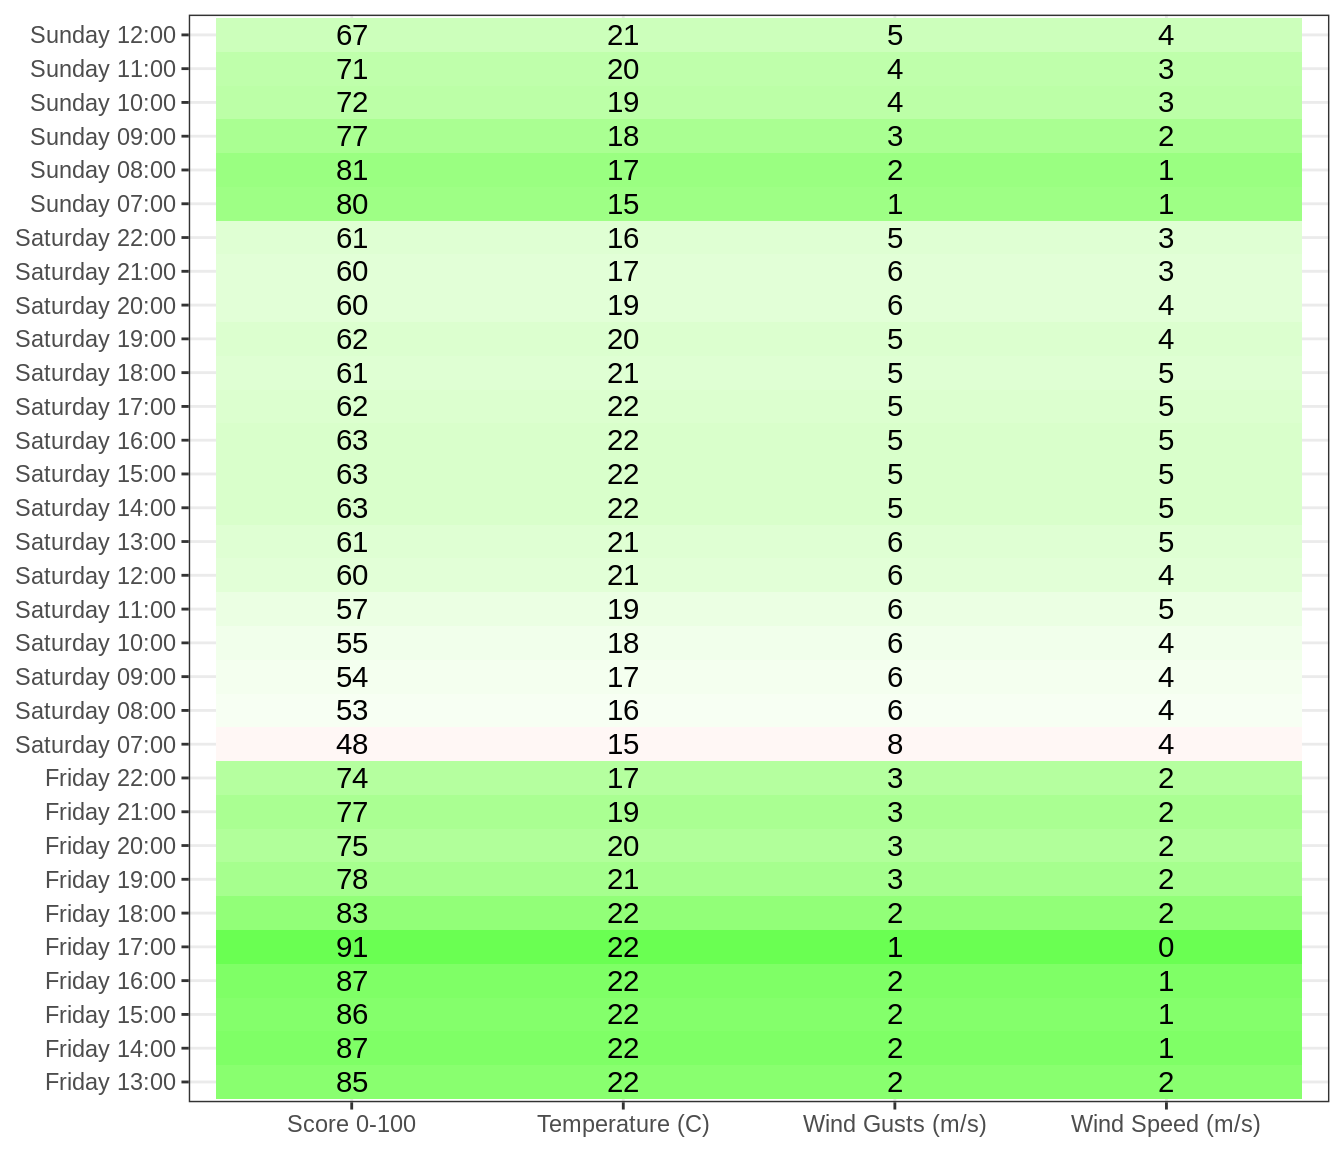 Sunday 12:00 67 21 5 4
Sunday 11:00 71 20 4 3
Sunday 10:00 72 19 4 3
Sunday 09:00 77 18 3 2
Sunday 08:00 81 17 2 1
Sunday 07:00 80 15 1 1
Saturday 22:00 61 16 5 3
Saturday 21:00 60 17 6 3
Saturday 20:00 60 19 6 4
Saturday 19:00 62 20 5 4
Saturday 18:00 61 21 5 5
Saturday 17:00 62 22 5 5
Saturday 16:00 63 22 5 5
Saturday 15:00 63 22 5 5
Saturday 14:00 63 22 5 5
Saturday 13:00 61 21 6 5
Saturday 12:00 60 21 6 4
Saturday 11:00 57 19 6 5
Saturday 10:00 55 18 6 4
Saturday 09:00 54 17 6 4
Saturday 08:00 53 16 6 4
Saturday 07:00 48 15 8 4
Friday 22:00 74 17 3 2
Friday 21:00 77 19 3 2
Friday 20:00 75 20 3 2
Friday 19:00 78 21 3 2
Friday 18:00 83 22 2 2
Friday 17:00 91 22 1 0
Friday 16:00 87 22 2 1
Friday 15:00 86 22 2 1
Friday 14:00 87 22 2 1
Friday 13:00 85 22 2 2
Score 0-100 Temperature (C) Wind Gusts (m/s) Wind Speed (m/s)